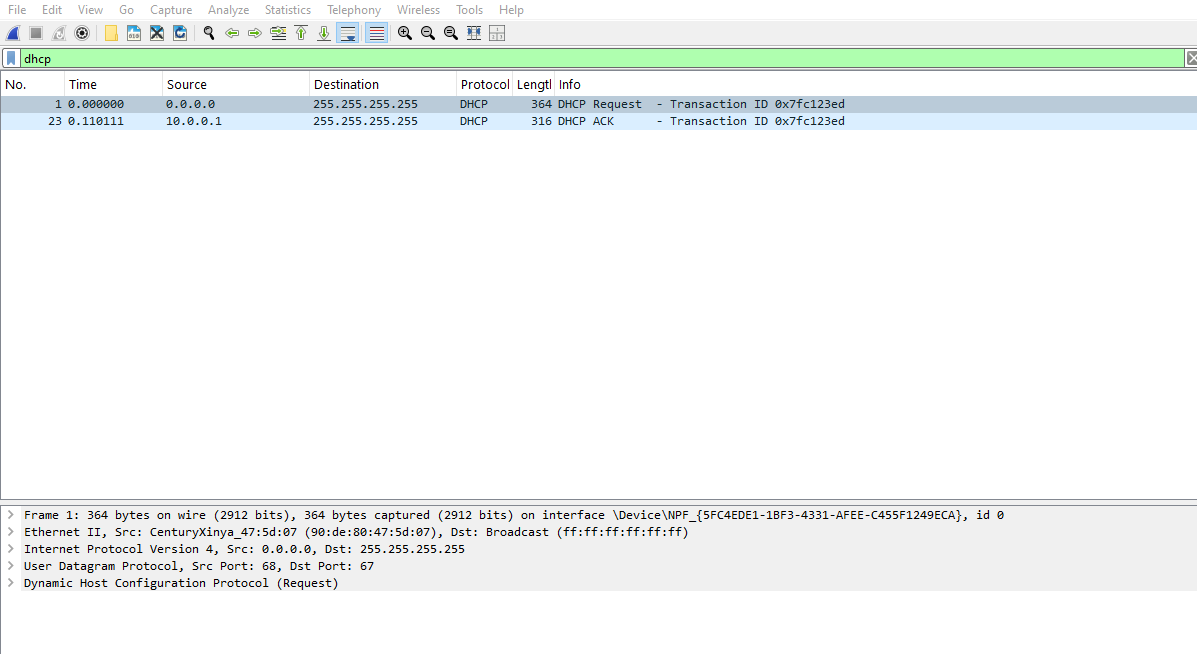 File Edit View Go Capture Analyze Statistics Telephony Wireless Tools Help
dhcp
No. Time Source Destination Protocol Lengtl Info
1 0.000000 0.0.0.0 255.255.255.255 DHCP 364 DHCP Request - Transaction ID 0x7fc123ed
23 0.110111 10.0.0.1 255.255.255.255 DHCP 316 DHCP ACK - Transaction ID 0x7fc123ed
Frame 1: 364 bytes on wire (2912 bits), 364 bytes captured (2912 bits) on interface \Device\NPF_{5FC4EDE1-1BF3-4331-AFEE-C455F1249ECA}, id 0
Ethernet II, Src: CenturyXinya_47:5d:07 (90:de:80:47:5d:07), Dst: Broadcast (ff:ff:ff:ff:ff:ff)
Internet Protocol Version 4, Src: 0.0.0.0, Dst: 255.255.255.255
User Datagram Protocol, Src Port: 68, Dst Port: 67
Dynamic Host Configuration Protocol (Request)